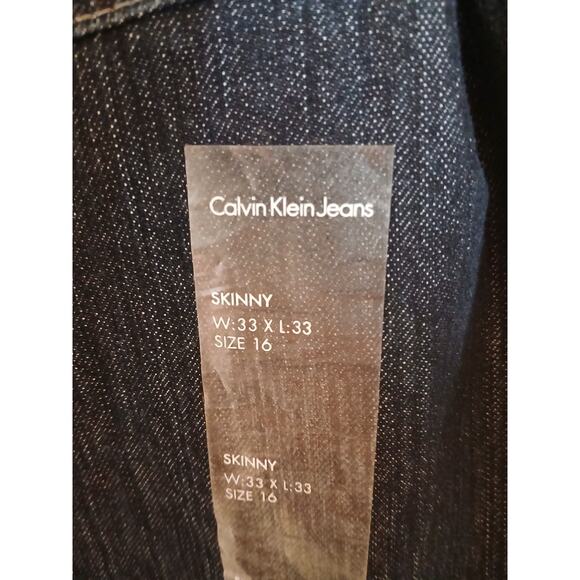 Calvin Klein Jeans
SKINNY
W:33 X L:33
SIZE 16
SKINNY
W:33 X L:33
SIZE 16